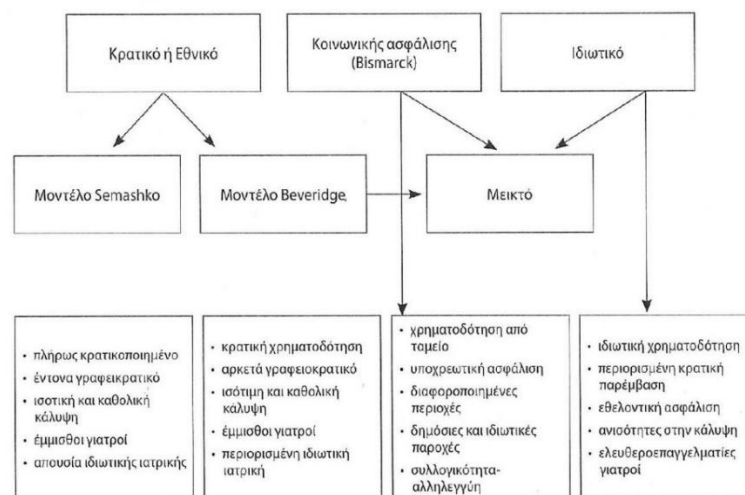 Κρατικό ή Εθνικό
Κοινωνικής ασφάλισης
(Bismarck)
Ιδιωτικό
Μοντέλο Semashko
Μοντέλο Beveridge
Μεικτό
• πλήρως κρατικοποιημένο
• έντονα γραφεικρατικό
• ισοτική και καθολική
κάλυψη
• έμμισθοι γιατροί
• απουσία ιδιωτικής ιατρικής
• κρατική χρηματοδότηση
• αρκετά γραφειοκρατικό
• ισότιμη και καθολική
κάλυψη
• έμμισθοι γιατροί
• περιορισμένη ιδιωτική
ιατρική
• χρηματοδότηση από
ταμείο
• υποχρεωτική ασφάλιση
• διαφοροποιημένες
περιοχές
• δημόσιες και ιδιωτικές
παροχές
• συλλογικότητα-
αλληλεγγύη
• ιδιωτική χρηματοδότηση
• περιορισμένη κρατική
παρέμβαση
• εθελοντική ασφάλιση
• ανισότητες στην κάλυψη
• ελευθεροεπαγγελματίες
γιατροί